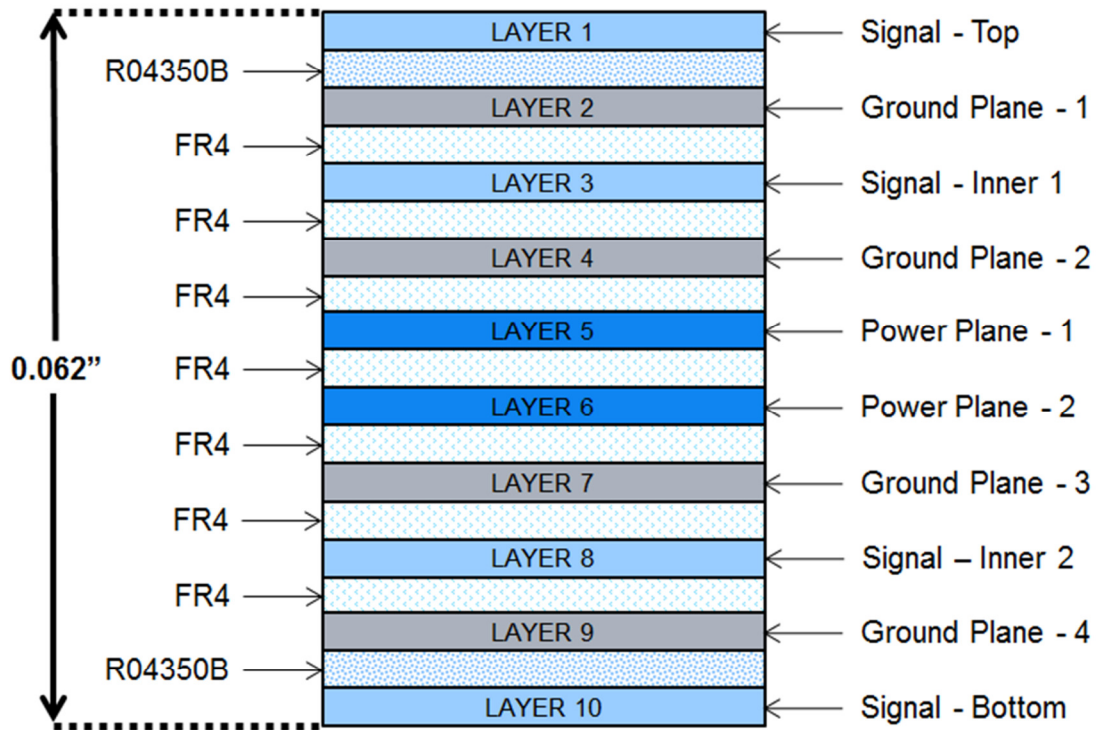 LAYER 1
Signal - Top
R04350B
LAYER 2
Ground Plane - 1
FR4
LAYER 3
Signal - Inner 1
FR4
LAYER 4
Ground Plane - 2
FR4
LAYER 5
Power Plane - 1
0.062”
FR4
LAYER 6
Power Plane - 2
FR4
LAYER 7
Ground Plane - 3
FR4
LAYER 8
Signal – Inner 2
FR4
LAYER 9
Ground Plane - 4
R04350B
LAYER 10
Signal - Bottom